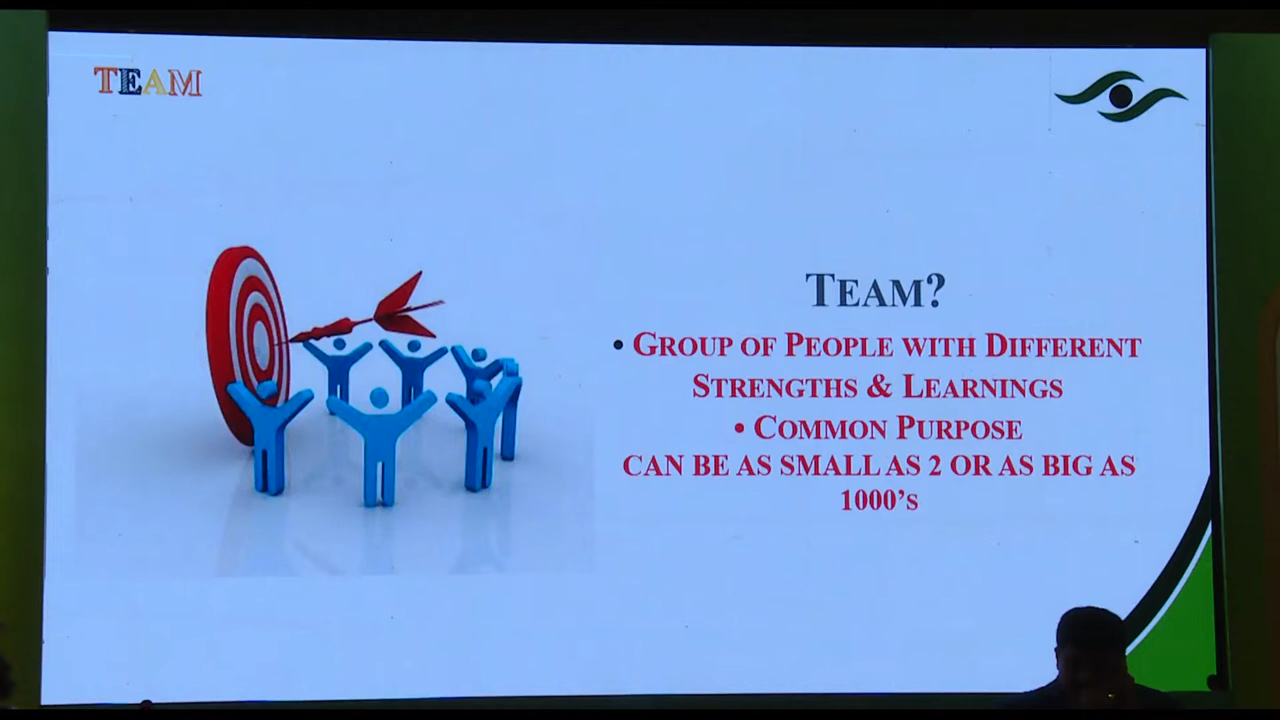 TEAM
TEAM?
• GROUP OF PEOPLE WITH DIFFERENT
STRENGTHS & LEARNINGS
• COMMON PURPOSE
CAN BE AS SMALL AS 2 OR AS BIG AS
1000'S